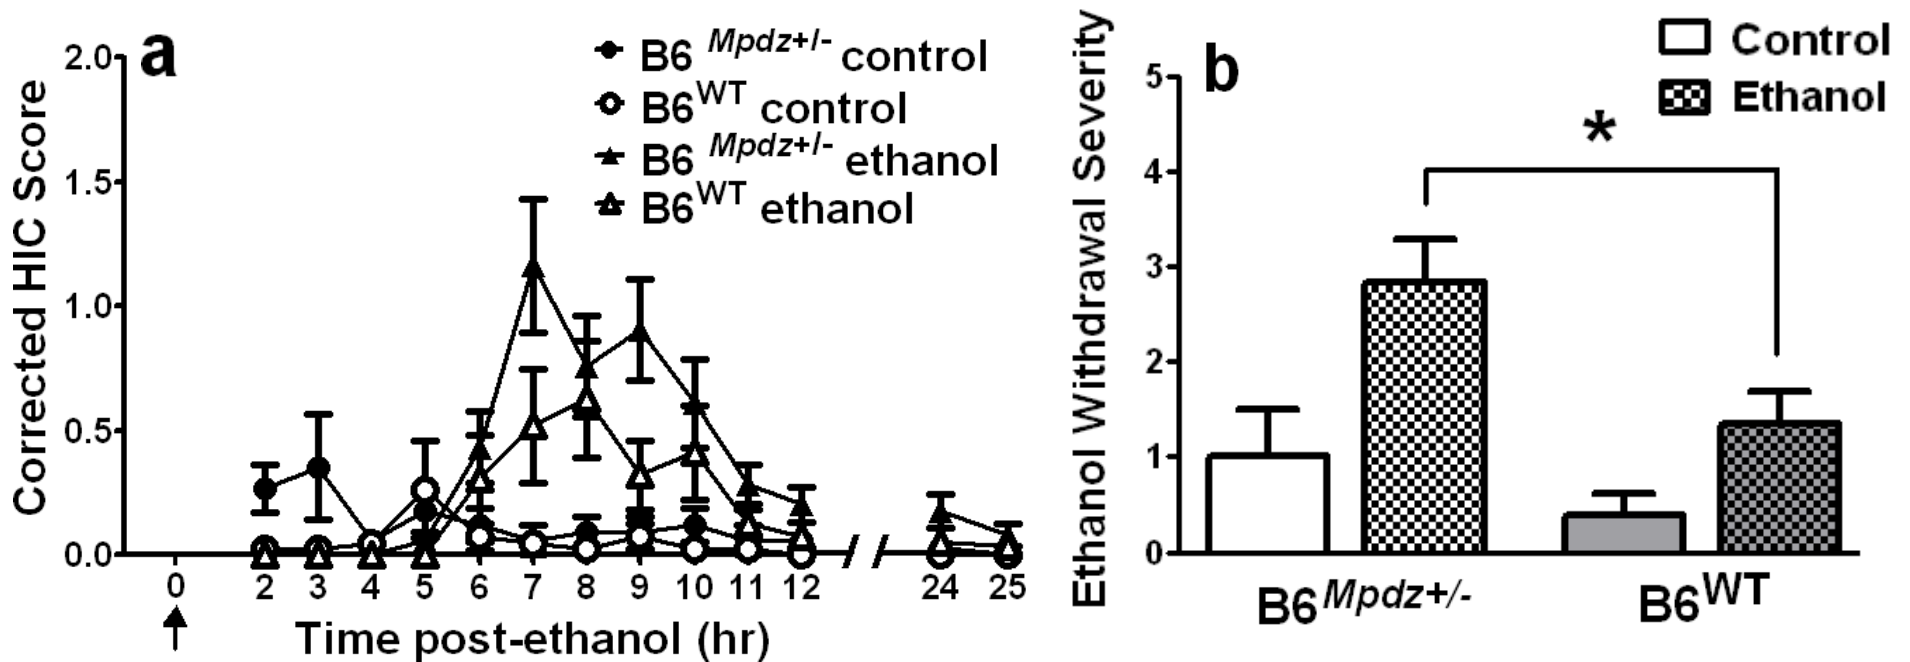 a
B6 Mpdz+/- control
B6WT control
B6 Mpdz+/- ethanol
B6WT ethanol
Corrected HIC Score
2.0
1.5
1.0
0.5
0.0
0 2 3 4 5 6 7 8 9 10 11 12 24 25
Time post-ethanol (hr)
b
Control
Ethanol
*
Ethanol Withdrawal Severity
5
4
3
2
1
0
B6Mpdz+/- B6WT